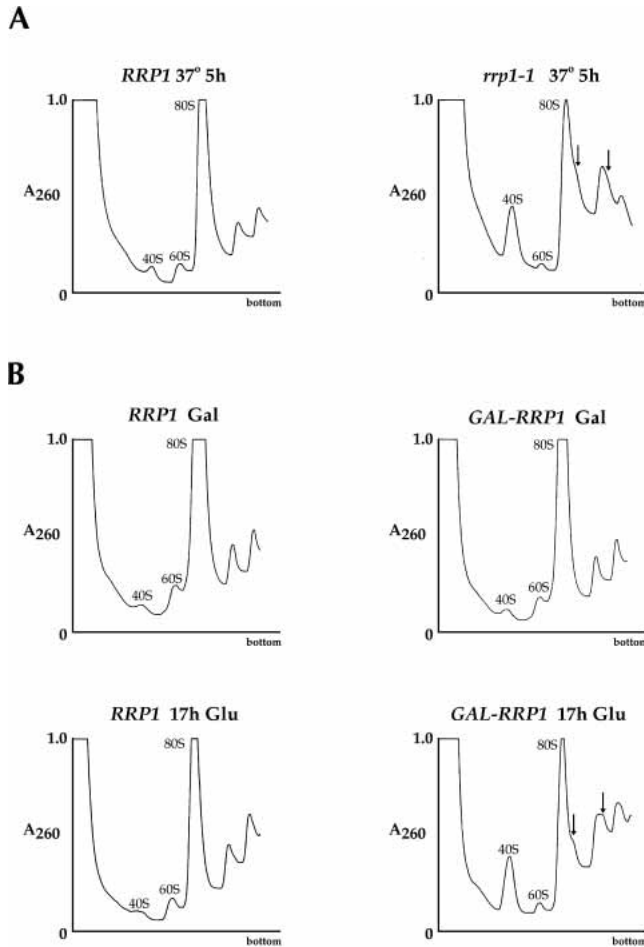 A
RRP1 37° 5h
1.0
80S
A260
40S
60S
0
bottom
rrp1-1 37° 5h
1.0
80S
A260
40S
60S
0
bottom
B
RRP1 Gal
1.0
80S
A260
40S
60S
0
bottom
GAL-RRP1 Gal
1.0
80S
A260
40S
60S
0
bottom
RRP1 17h Glu
1.0
80S
A260
40S
60S
0
bottom
GAL-RRP1 17h Glu
1.0
80S
A260
40S
60S
0
bottom